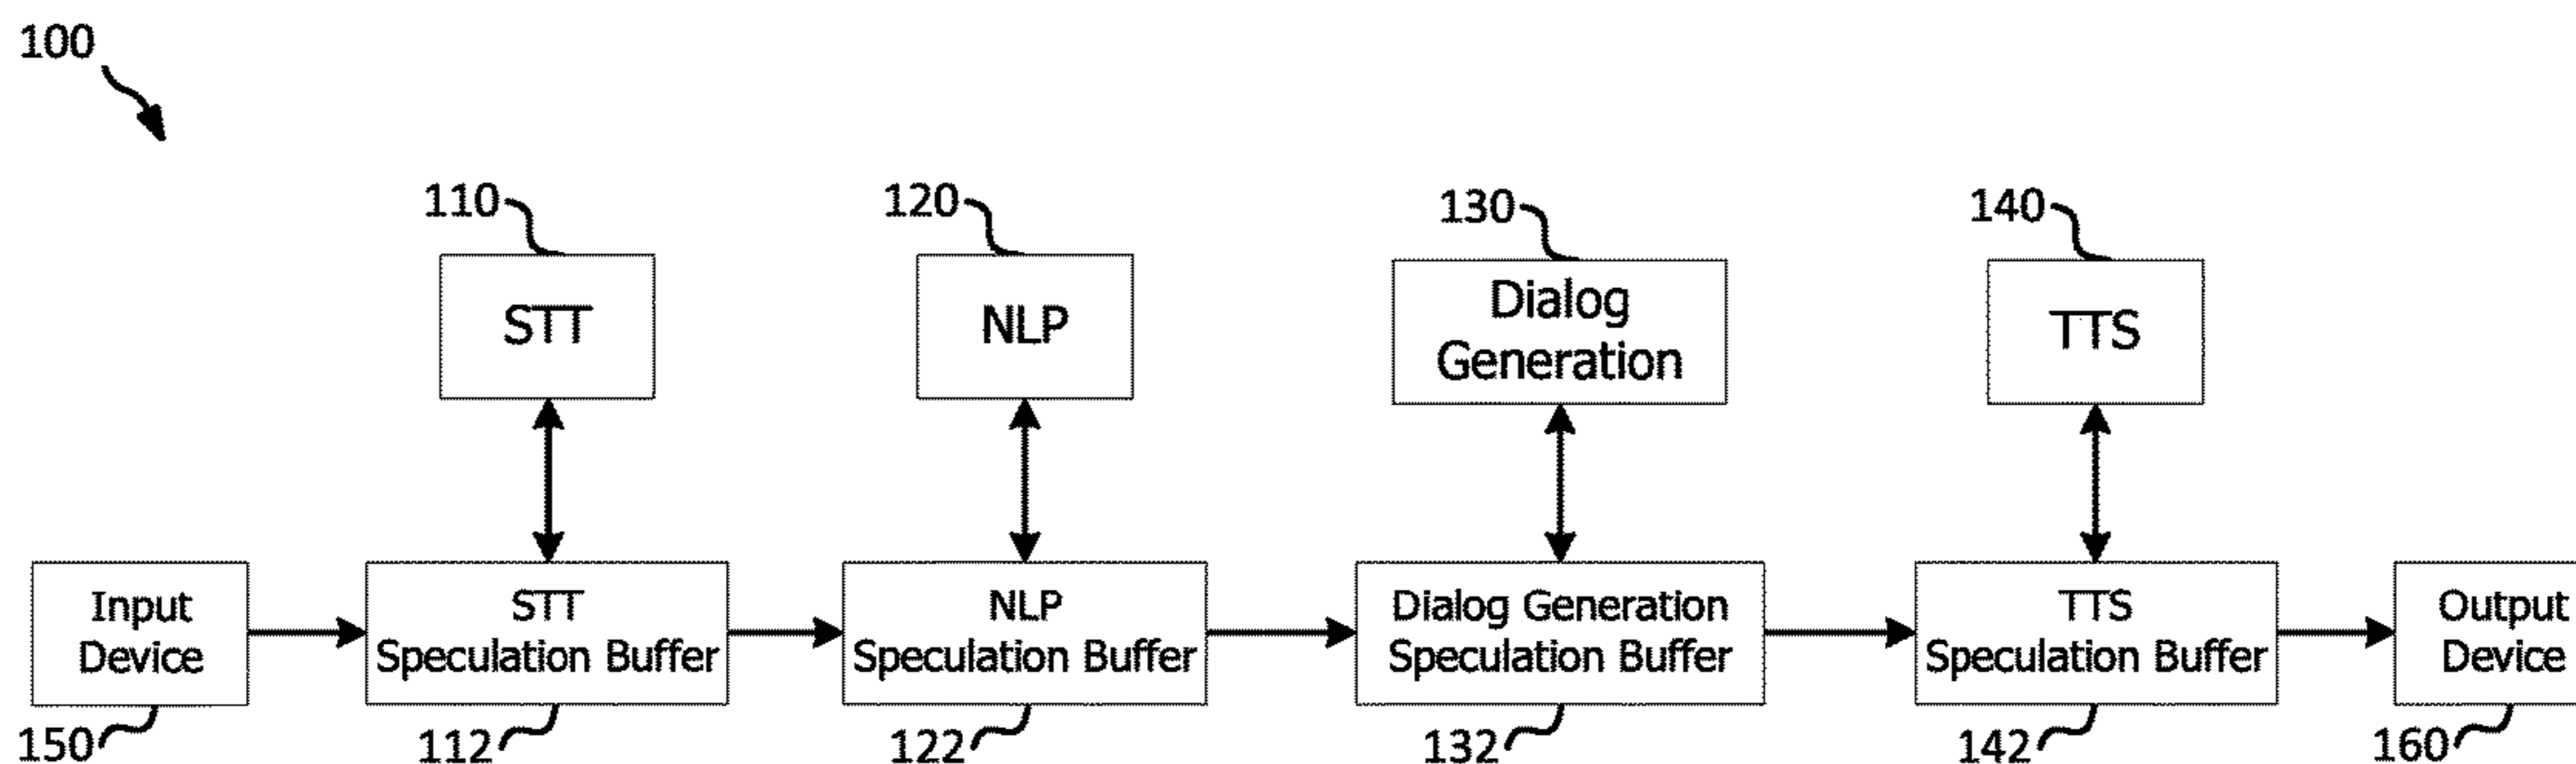 100
110
120
130
140
STT
NLP
Dialog
Generation
TTS
Input
Device
STT
Speculation Buffer
NLP
Speculation Buffer
Dialog Generation
Speculation Buffer
TTS
Speculation Buffer
Output
Device
150
112
122
132
142
160